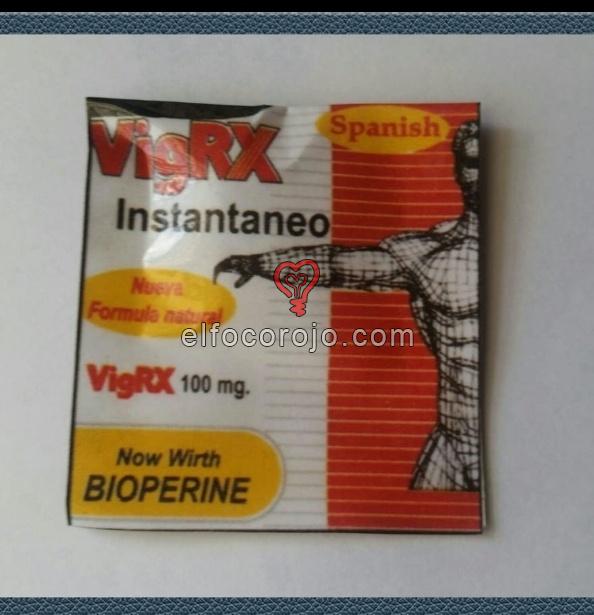 VigRX
Spanish
Instantaneo
Nueva
Formula natural
elfocorojo.com
VigRX 100 mg.
Now Wirth
BIOPERINE